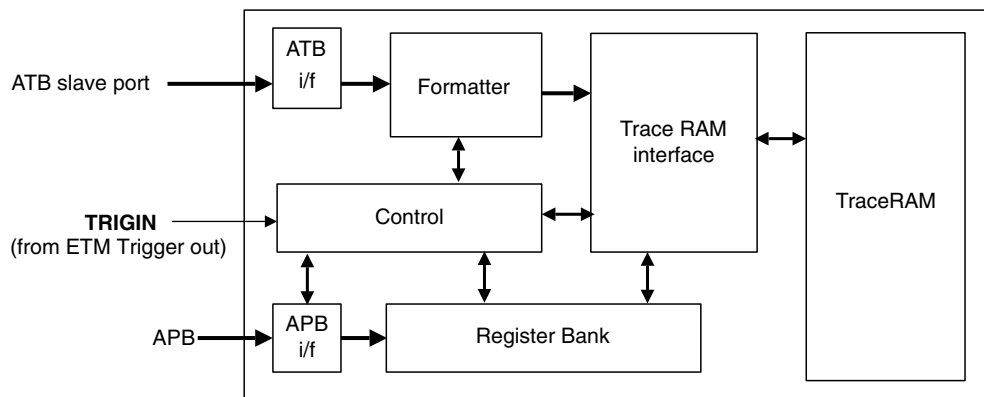 ATB
i/f
ATB slave port
Formatter
Trace RAM
interface
TraceRAM
TRIGIN
(from ETM Trigger out)
Control
APB
APB
i/f
Register Bank